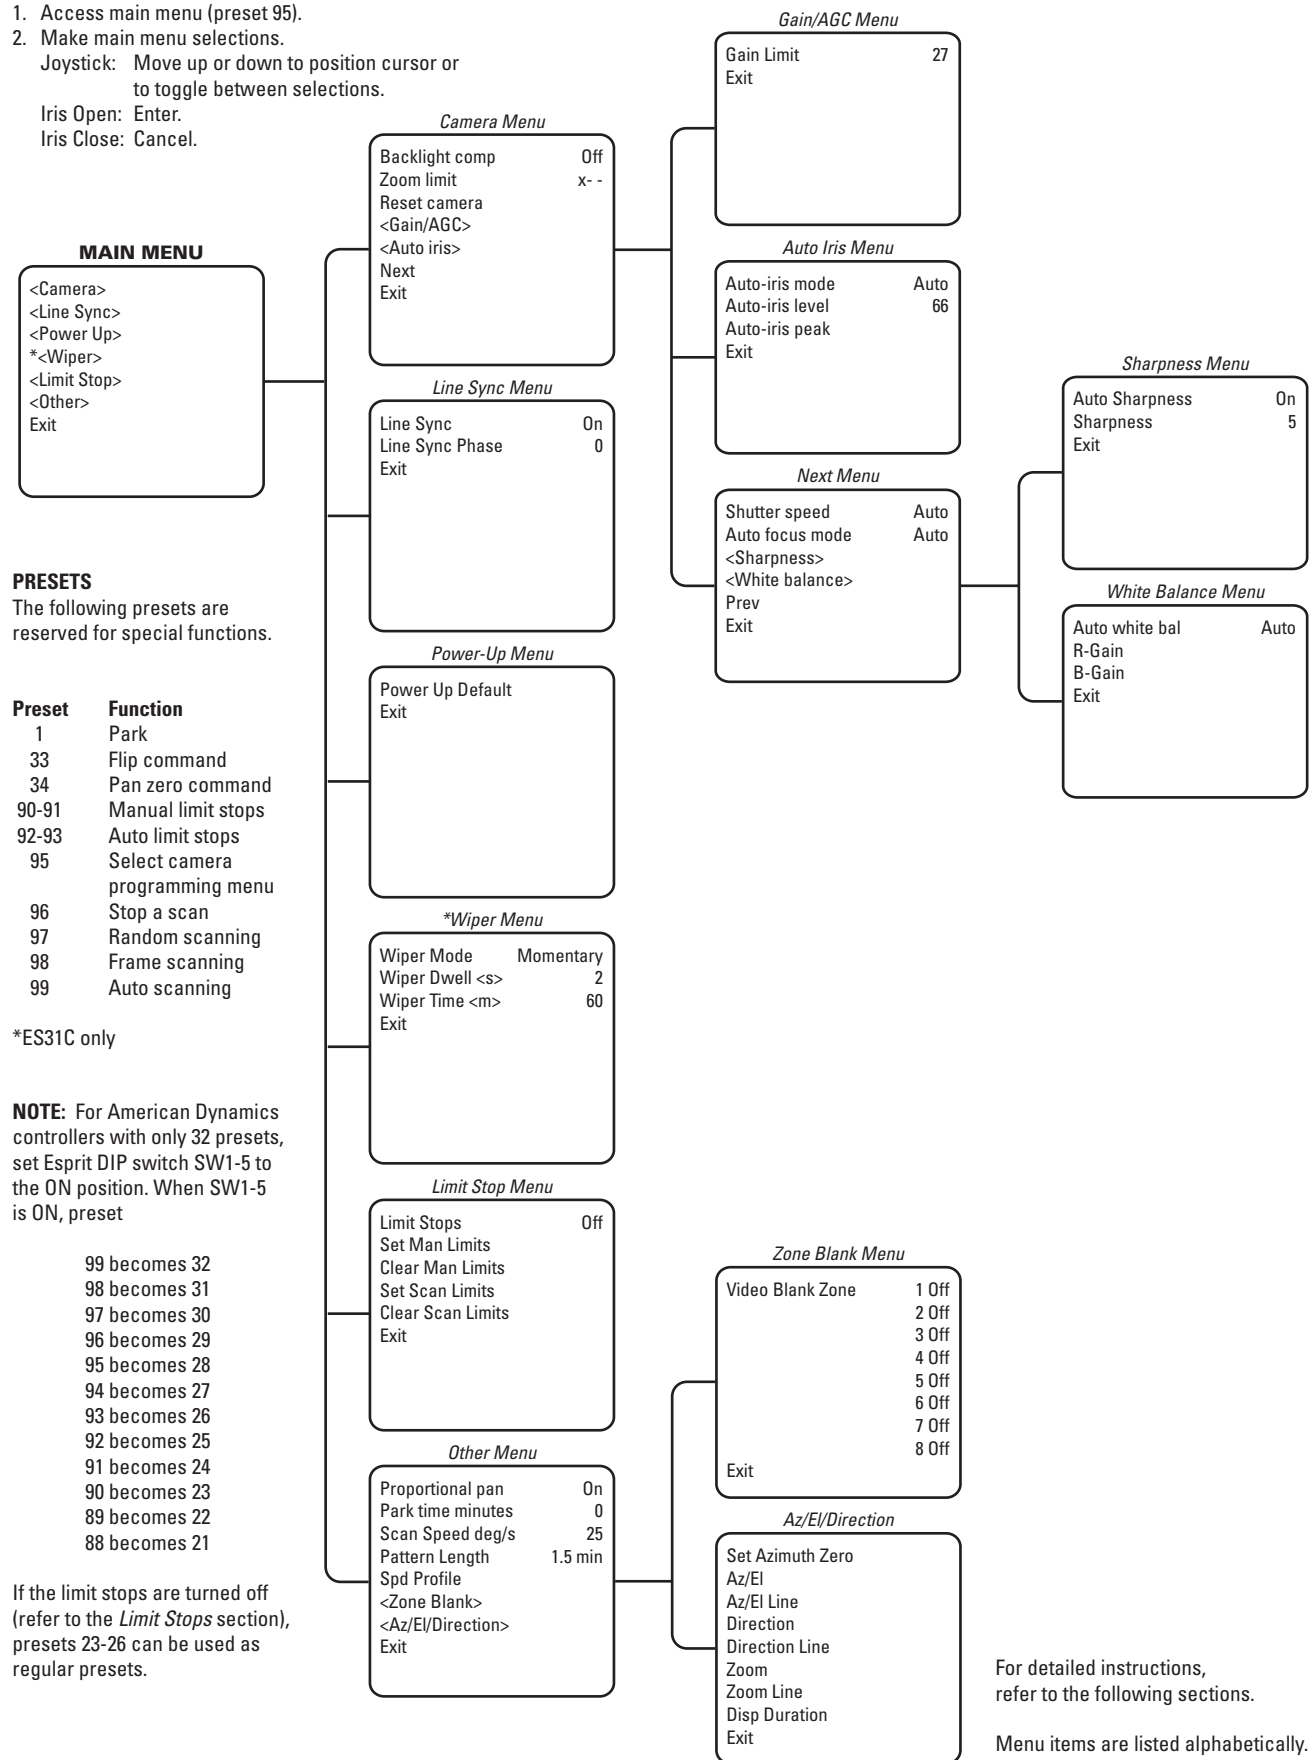 1. Access main menu (preset 95).
2. Make main menu selections.
Joystick: Move up or down to position cursor or
to toggle between selections.
Iris Open: Enter.
Iris Close: Cancel.
MAIN MENU
<Camera>
<Line Sync>
<Power Up>
*<Wiper>
<Limit Stop>
<Other>
Exit
PRESETS
The following presets are
reserved for special functions.
Preset Function
1 Park
33 Flip command
34 Pan zero command
90-91 Manual limit stops
92-93 Auto limit stops
95 Select camera
programming menu
96 Stop a scan
97 Random scanning
98 Frame scanning
99 Auto scanning
*ES31C only
NOTE: For American Dynamics
controllers with only 32 presets,
set Esprit DIP switch SW1-5 to
the ON position. When SW1-5
is ON, preset
99 becomes 32
98 becomes 31
97 becomes 30
96 becomes 29
95 becomes 28
94 becomes 27
93 becomes 26
92 becomes 25
91 becomes 24
90 becomes 23
89 becomes 22
88 becomes 21
If the limit stops are turned off
(refer to the Limit Stops section),
presets 23-26 can be used as
regular presets.
Camera Menu
Backlight comp Off
Zoom limit x- -
Reset camera
<Gain/AGC>
<Auto iris>
Next
Exit
Line Sync Menu
Line Sync On
Line Sync Phase 0
Exit
Power-Up Menu
Power Up Default
Exit
*Wiper Menu
Wiper Mode Momentary
Wiper Dwell <s> 2
Wiper Time <m> 60
Exit
Limit Stop Menu
Limit Stops Off
Set Man Limits
Clear Man Limits
Set Scan Limits
Clear Scan Limits
Exit
Other Menu
Proportional pan On
Park time minutes 0
Scan Speed deg/s 25
Pattern Length 1.5 min
Spd Profile
<Zone Blank>
<Az/El/Direction>
Exit
Gain/AGC Menu
Gain Limit 27
Exit
Auto Iris Menu
Auto-iris mode Auto
Auto-iris level 66
Auto-iris peak
Exit
Next Menu
Shutter speed Auto
Auto focus mode Auto
<Sharpness>
<White balance>
Prev
Exit
Sharpness Menu
Auto Sharpness On
Sharpness 5
Exit
White Balance Menu
Auto white bal Auto
R-Gain
B-Gain
Exit
Zone Blank Menu
Video Blank Zone 1 Off
2 Off
3 Off
4 Off
5 Off
6 Off
7 Off
8 Off
Exit
Az/El/Direction
Set Azimuth Zero
Az/El
Az/El Line
Direction
Direction Line
Zoom
Zoom Line
Disp Duration
Exit
For detailed instructions,
refer to the following sections.
Menu items are listed alphabetically.